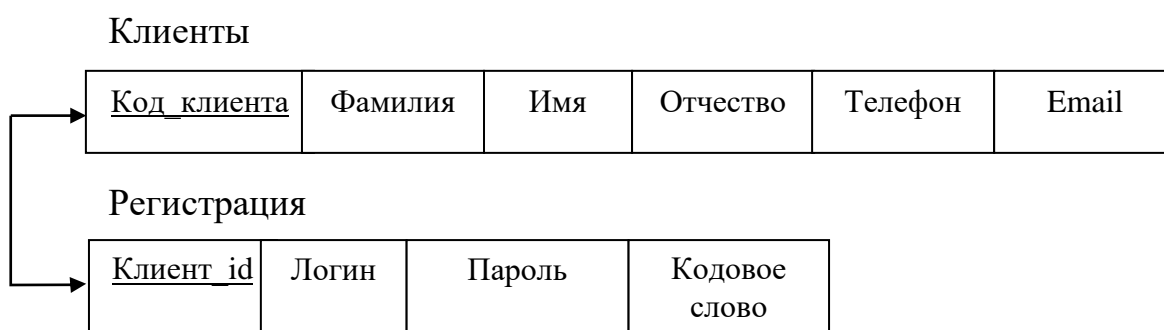 Клиенты
Код_клиента Фамилия Имя Отчество Телефон Email
Регистрация
Клиент_id Логин Пароль Кодовое
слово